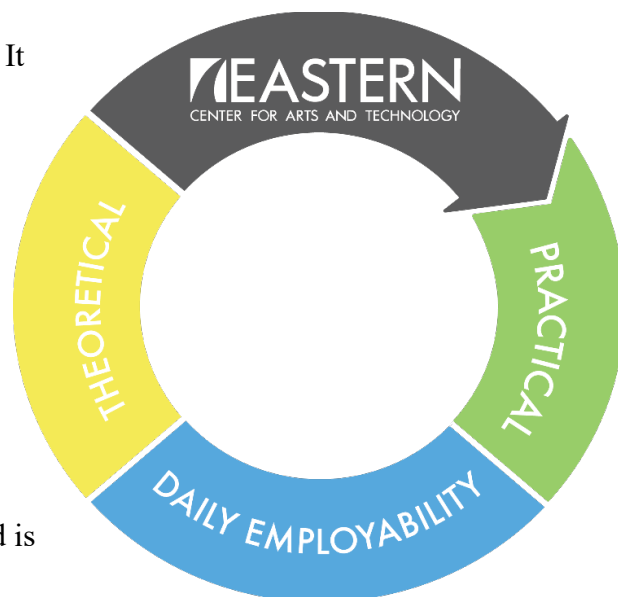 It
EASTERN
CENTER FOR ARTS AND TECHNOLOGY
THEORETICAL
PRACTICAL
DAILY EMPLOYABILITY
is